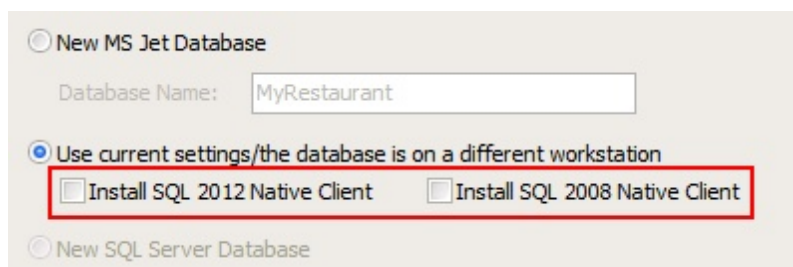 New MS Jet Database
Database Name: MyRestaurant
Use current settings/the database is on a different workstation
Install SQL 2012 Native Client Install SQL 2008 Native Client
New SQL Server Database